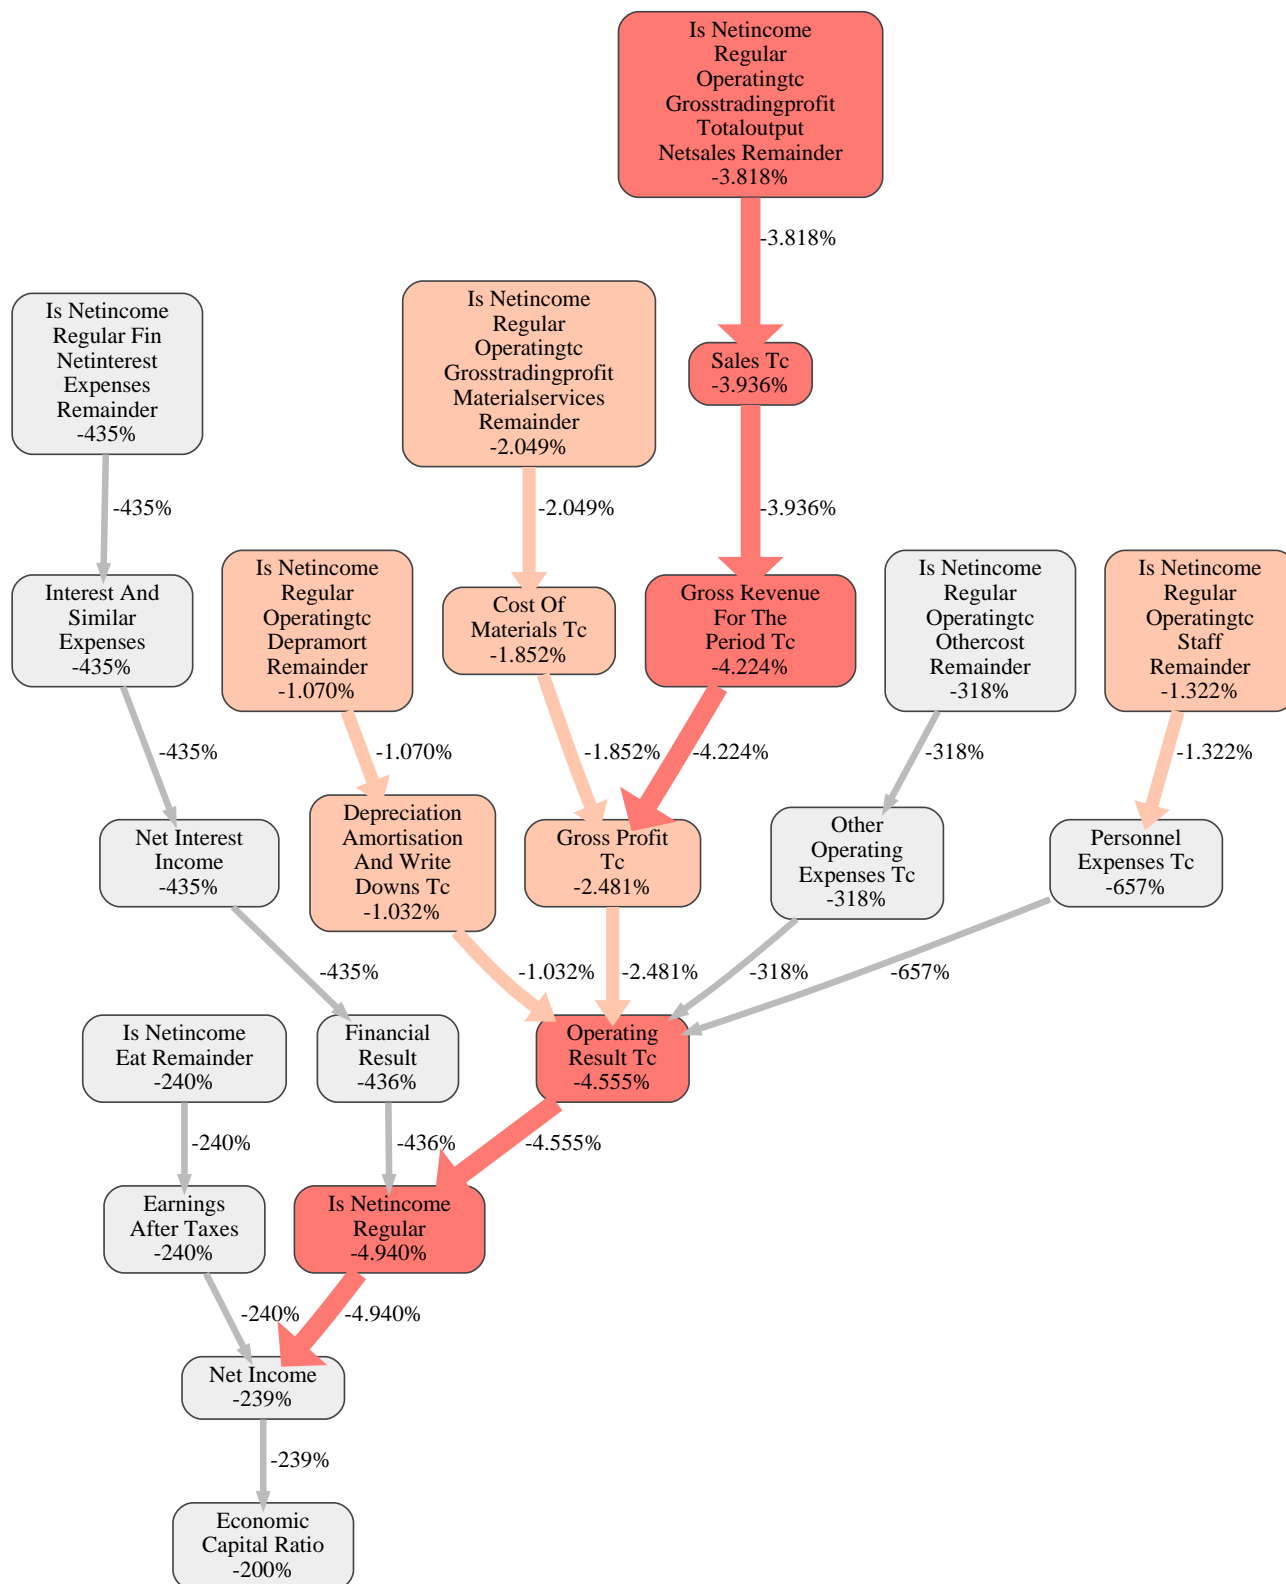 Is Netincome
Regular
Operatingtc
Grosstradingprofit
Totaloutput
Netsales Remainder
-3.818%
-3.818%
Is Netincome
Regular Fin
Netinterest
Expenses
Remainder
-435%
Is Netincome
Regular
Operatingtc
Grosstradingprofit
Materialservices
Remainder
-2.049%
Sales Tc
-3.936%
-435%
-2.049%
-3.936%
Interest And
Similar
Expenses
-435%
Is Netincome
Regular
Operatingtc
Depramort
Remainder
-1.070%
Cost Of
Materials Tc
-1.852%
Gross Revenue
For The
Period Tc
-4.224%
Is Netincome
Regular
Operatingtc
Othercost
Remainder
-318%
Is Netincome
Regular
Operatingtc
Staff
Remainder
-1.322%
-435%
-1.070%
-1.852%
-4.224%
-318%
-1.322%
Net Interest
Income
-435%
Depreciation
Amortisation
And Write
Downs Tc
-1.032%
Gross Profit
Tc
-2.481%
Other
Operating
Expenses Tc
-318%
Personnel
Expenses Tc
-657%
-435%
-1.032%
-2.481%
-318%
-657%
Is Netincome
Eat Remainder
-240%
Financial
Result
-436%
Operating
Result Tc
-4.555%
-240%
-436%
-4.555%
Earnings
After Taxes
-240%
Is Netincome
Regular
-4.940%
-240%
-4.940%
Net Income
-239%
-239%
Economic
Capital Ratio
-200%